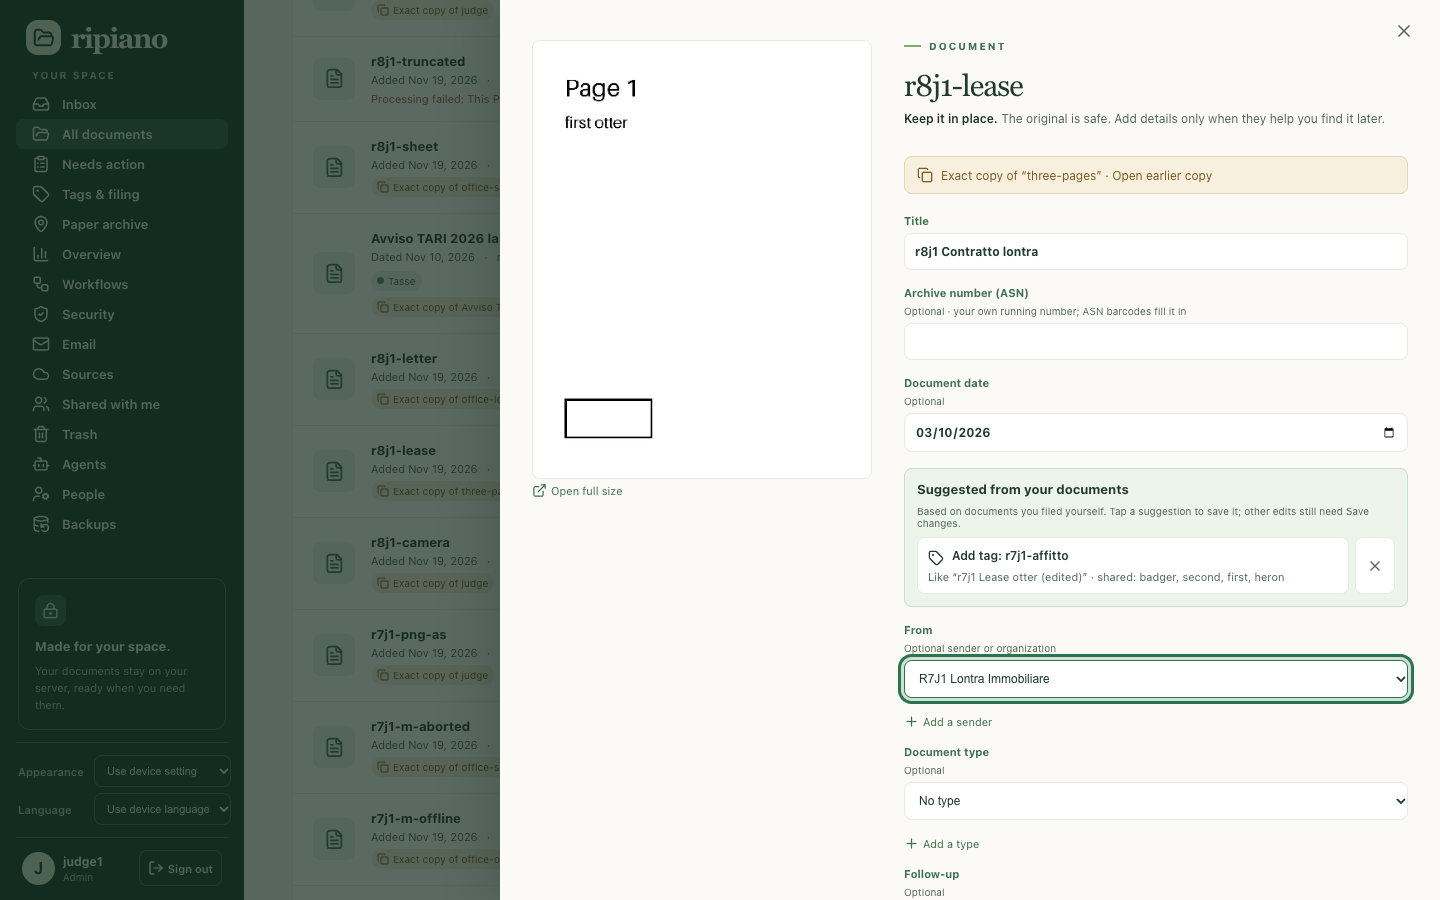 ripiano
YOUR SPACE
Inbox
All documents
Needs action
Tags & filing
Paper archive
Overview
Workflows
Security
Email
Sources
Shared with me
Trash
Agents
People
Backups
Made for your space.
Your documents stay on your
server, ready when you need
them.
Appearance
Use device setting
Language
Use device language
J
judge1
Admin
Sign out
Exact copy of judge
r8j1-truncated
Added Nov 19, 2026 ·
Processing failed: This P
r8j1-sheet
Added Nov 19, 2026 ·
Exact copy of office-s
Avviso TARI 2026 la
Dated Nov 10, 2026 ·
Tasse
Exact copy of Avviso T
r8j1-letter
Added Nov 19, 2026 ·
Exact copy of office-le
r8j1-lease
Added Nov 19, 2026 ·
Exact copy of three-pa
r8j1-camera
Added Nov 19, 2026 ·
Exact copy of judge
r7j1-png-as
Added Nov 19, 2026 ·
Exact copy of judge
r7j1-m-aborted
Added Nov 19, 2026 ·
Exact copy of office-s
r7j1-m-offline
Added Nov 19, 2026 ·
Exact copy of office-o
Page 1
first otter
Open full size
DOCUMENT
r8j1-lease
Keep it in place. The original is safe. Add details only when they help you find it later.
Exact copy of “three-pages” · Open earlier copy
Title
r8j1 Contratto lontra
Archive number (ASN)
Optional · your own running number; ASN barcodes fill it in
Document date
Optional
03/10/2026
Suggested from your documents
Based on documents you filed yourself. Tap a suggestion to save it; other edits still need Save
changes.
Add tag: r7j1-affitto
Like “r7j1 Lease otter (edited)” · shared: badger, second, first, heron
From
Optional sender or organization
R7J1 Lontra Immobiliare
Add a sender
Document type
Optional
No type
Add a type
Follow-up
Optional